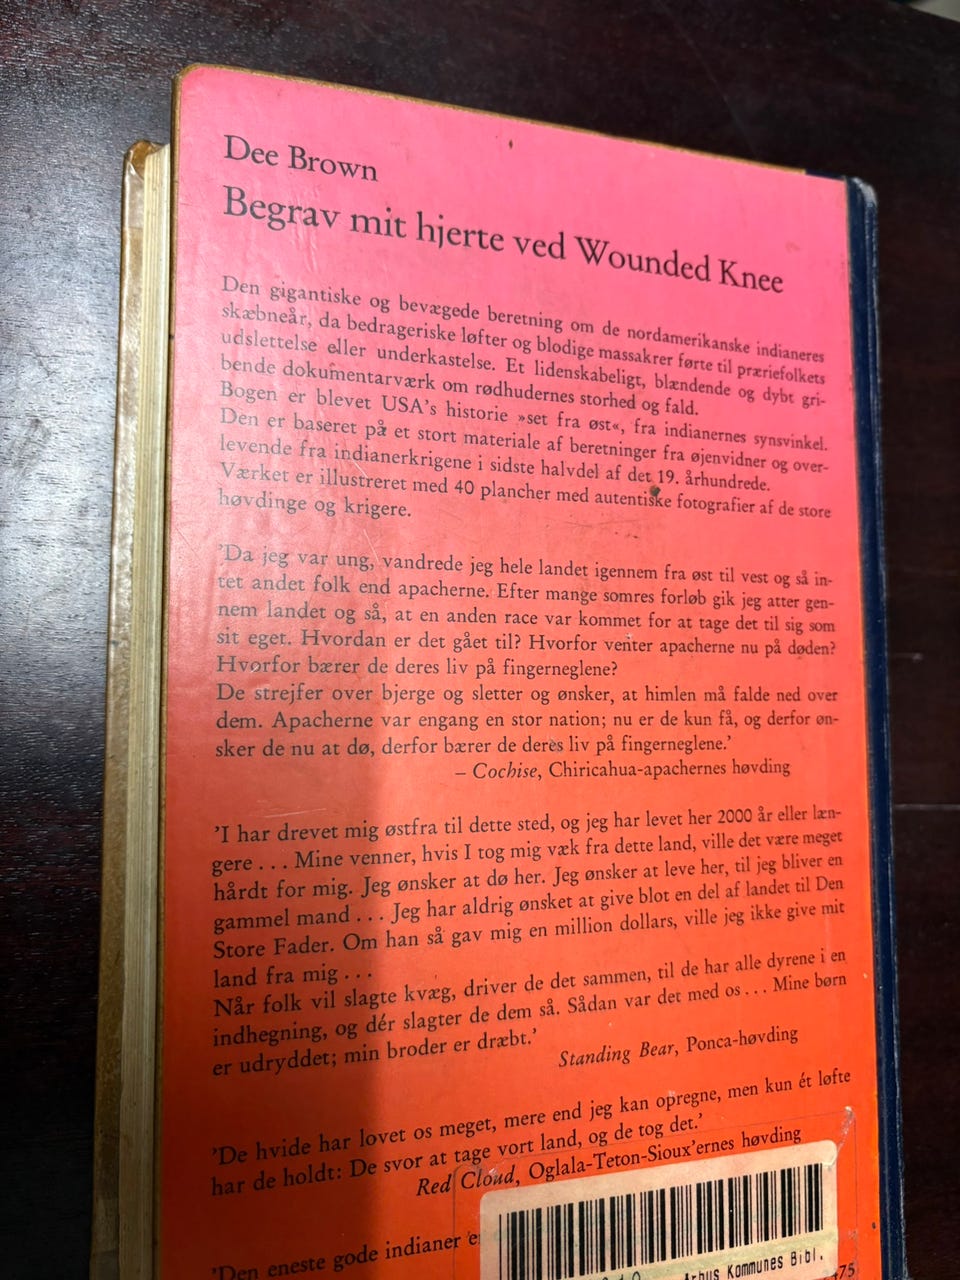 Dee Brown
Begrav mit hjerte ved Wounded Knee
Den gigantiske og bevægede beretning om de nordamerikanske indianeres
skæbneår, da bedrageriske løfter og blodige massakrer førte til præriefolkets
udslettelse eller underkastelse. Et lidenskabeligt, blændende og dybt gri-
bende dokumentarværk om rødhudernes storhed og fald.
Bogen er blevet USA's historie »set fra øst«, fra indianernes synsvinkel.
Den er baseret på et stort materiale af beretninger fra øjenvidner og over-
levende fra indianerkrigene i sidste halvdel af det 19. århundrede.
Værket er illustreret med 40 plancher med autentiske fotografier af de store
høvdinge og krigere.
'Da jeg var ung, vandrede jeg hele landet igennem fra øst til vest og så in-
tet andet folk end apacherne. Efter mange somres forløb gik jeg atter gen-
nem landet og så, at en anden race var kommet for at tage det til sig som
sit eget. Hvordan er det gået til? Hvorfor venter apacherne nu på døden?
Hvorfor bærer de deres liv på fingerneglene?
De strejfer over bjerge og sletter og ønsker, at himlen må falde ned over
dem. Apacherne var engang en stor nation; nu er de kun få, og derfor øn-
sker de nu at dø, derfor bærer de deres liv på fingerneglene.'
– Cochise, Chiricahua-apachernes høvding
'I har drevet mig østfra til dette sted, og jeg har levet her 2000 år eller læn-
gere . . . Mine venner, hvis I tog mig væk fra dette land, ville det være meget
hårdt for mig. Jeg ønsker at dø her. Jeg ønsker at leve her, til jeg bliver en
gammel mand . . . Jeg har aldrig ønsket at give blot en del af landet til Den
Store Fader. Om han så gav mig en million dollars, ville jeg ikke give mit
land fra mig . . .
Når folk vil slagte kvæg, driver de det sammen, til de har alle dyrene i en
indhegning, og dér slagter de dem så. Sådan var det med os . . . Mine børn
er udryddet; min broder er dræbt.'
Standing Bear, Ponca-høvding
'De hvide har lovet os meget, mere end jeg kan opregne, men kun ét løfte
har de holdt: De svor at tage vort land, og de tog det.'
Red Cloud, Oglala-Teton-Sioux'ernes høvding
'Den eneste gode indianer
Århus Kommunes Bibl.